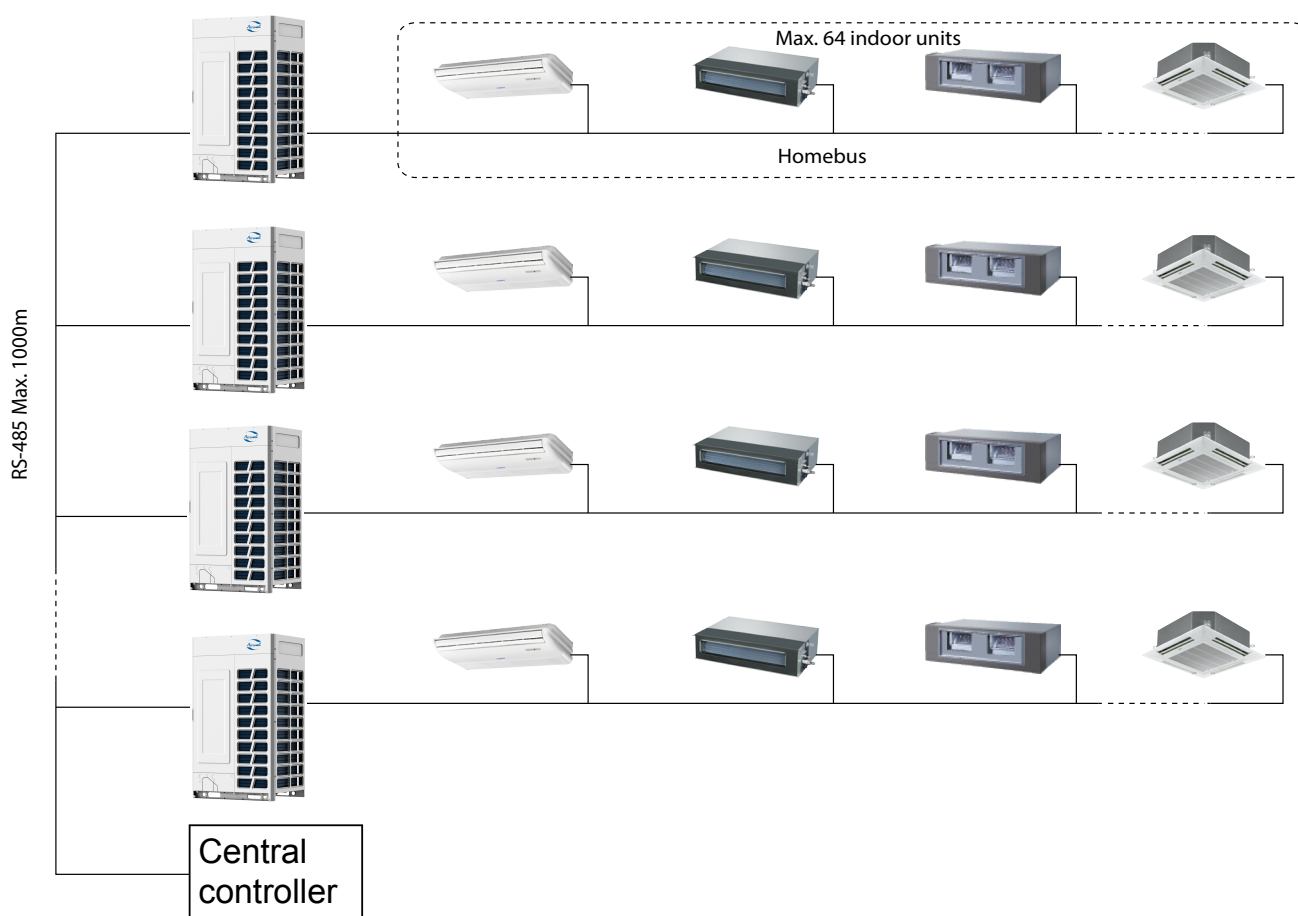 Max. 64 indoor units
Homebus
RS-485 Max. 1000m
Central
controller